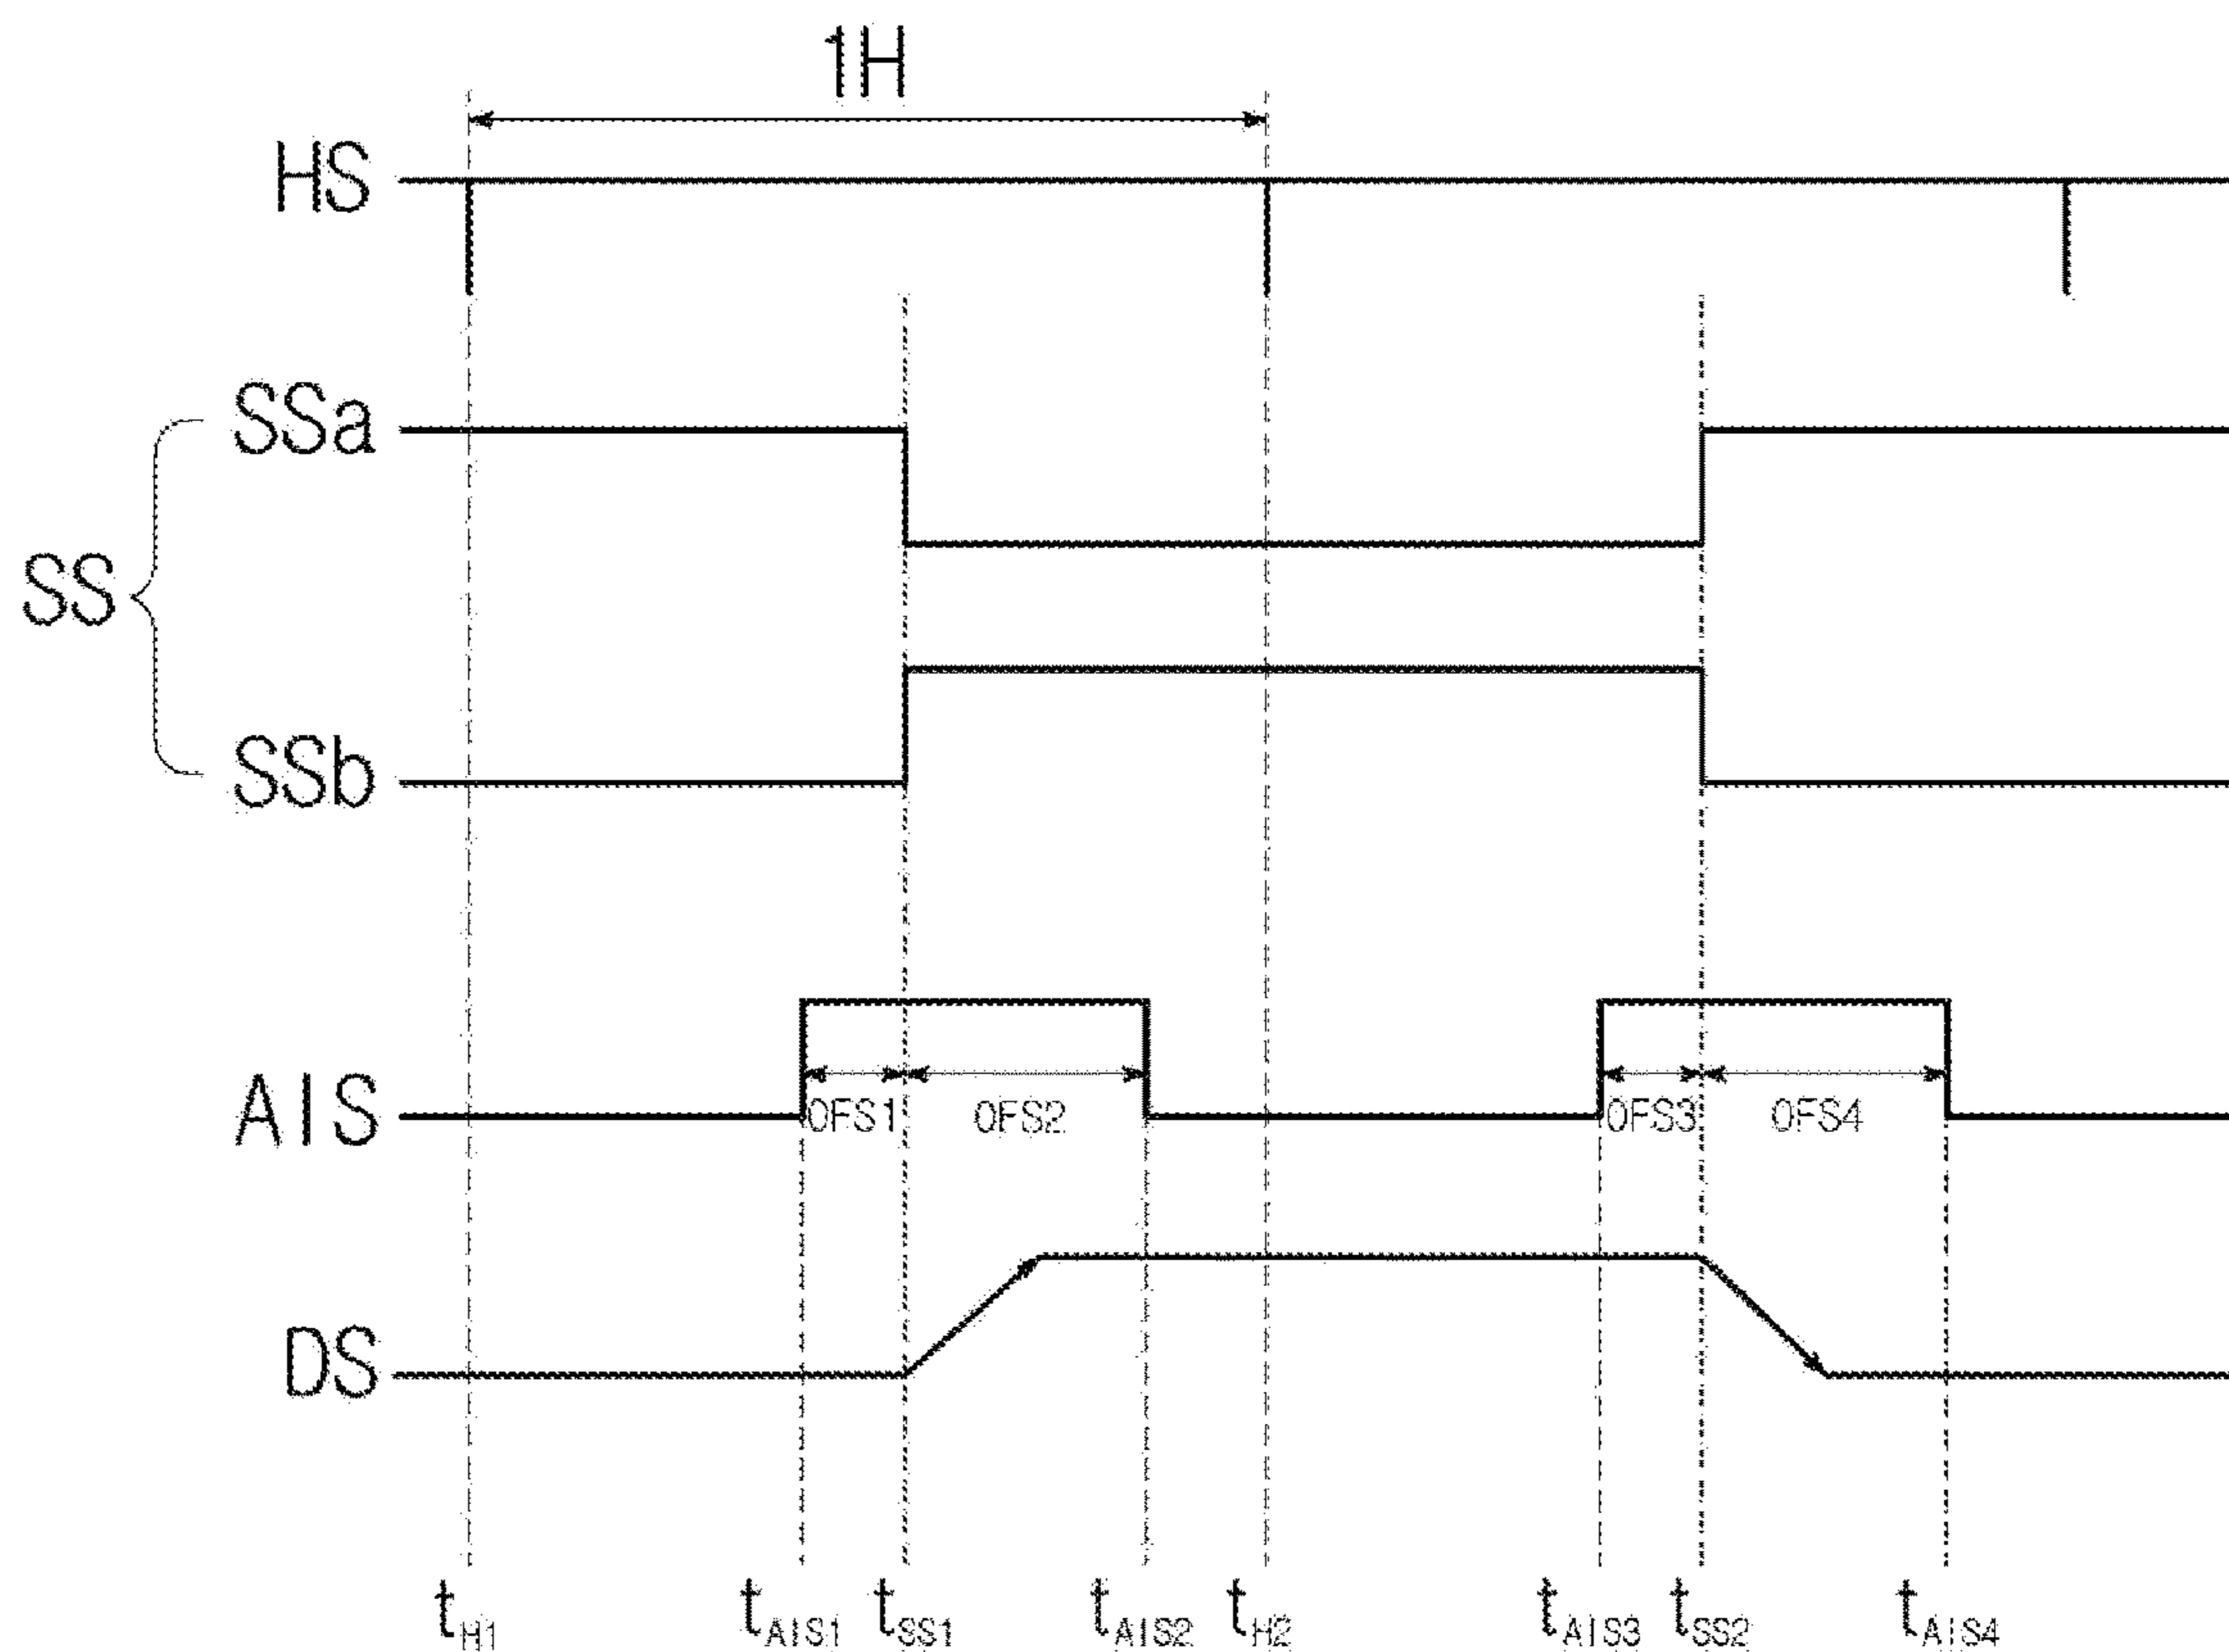 1H
HS
SSa
SS
SSb
AIS
OFS1 OFS2 OFS3 OFS4
DS
tH1 tAIS1 tSS1 tAIS2 tH2 tAIS3 tSS2 tAIS4